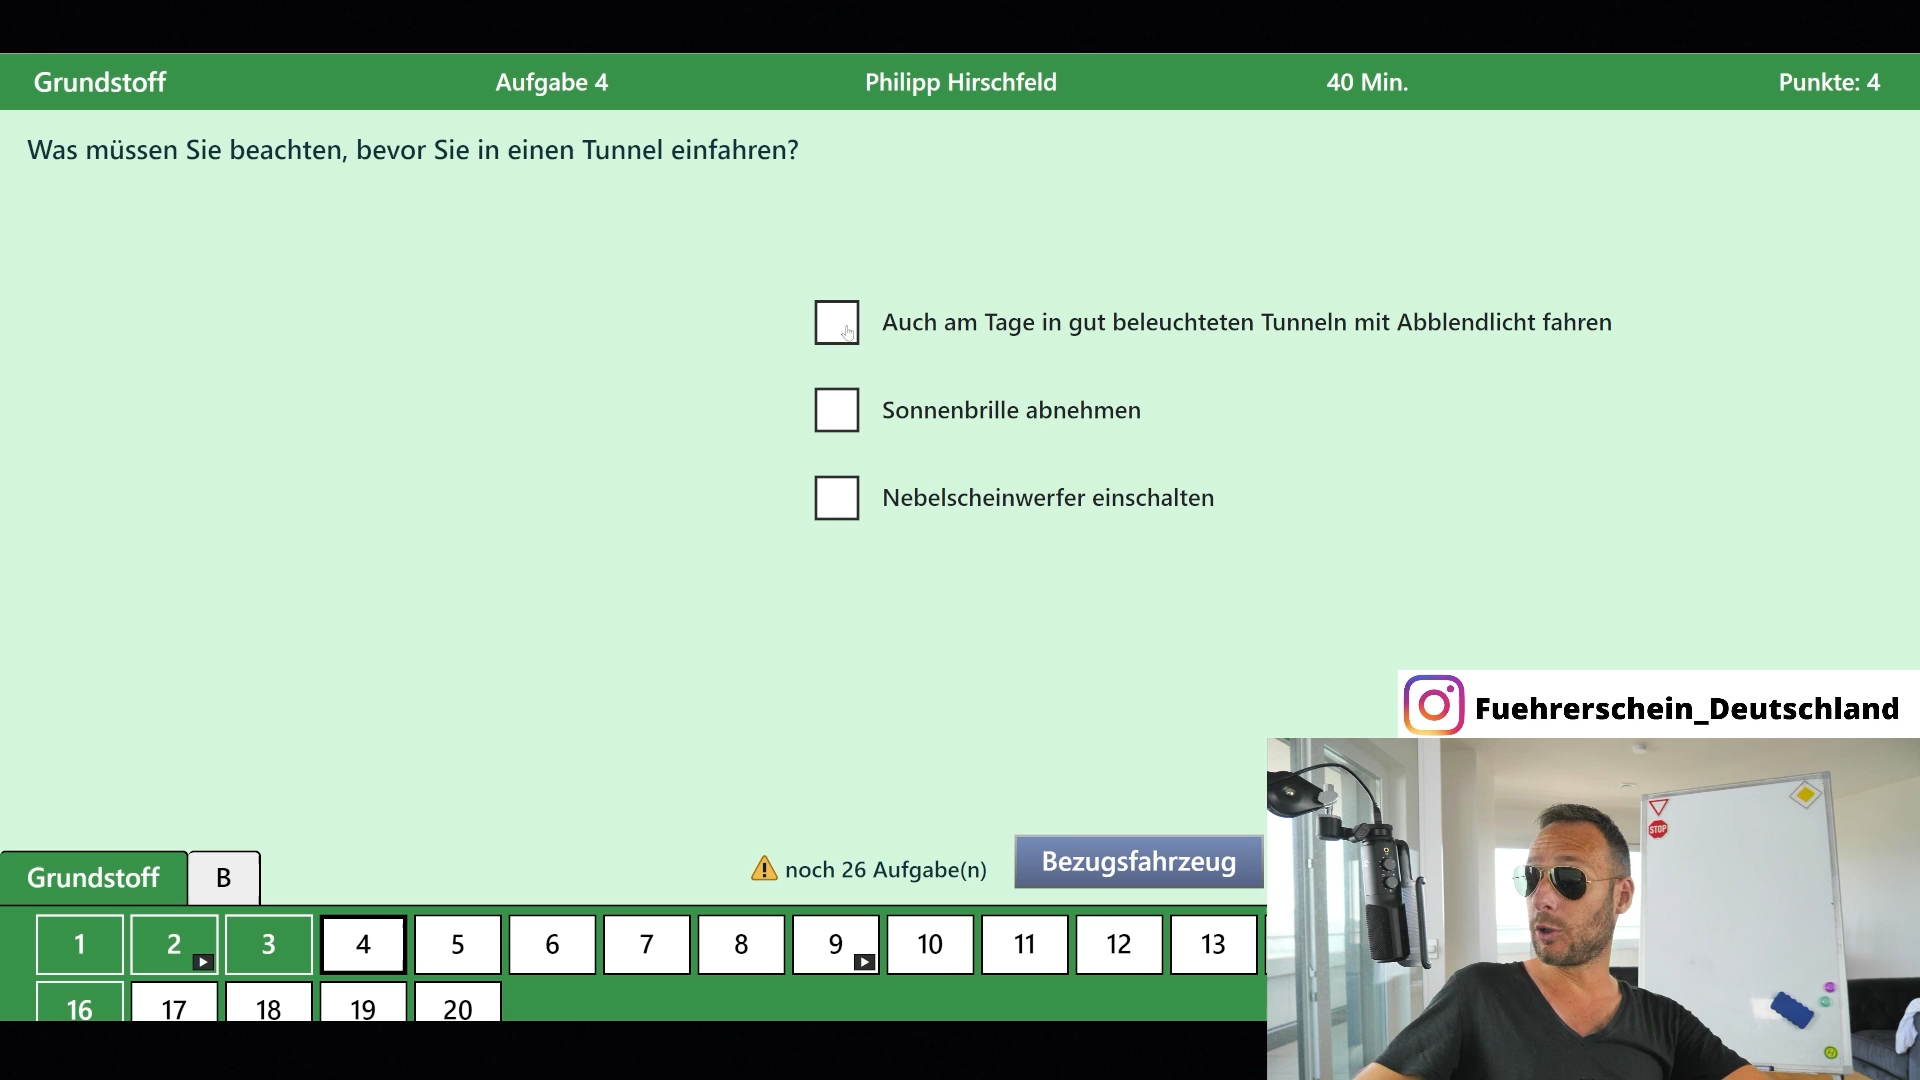 Grundstoff Aufgabe 4 Philipp Hirschfeld 40 Min. Punkte: 4
Was müssen Sie beachten, bevor Sie in einen Tunnel einfahren?
Auch am Tage in gut beleuchteten Tunneln mit Abblendlicht fahren
Sonnenbrille abnehmen
Nebelscheinwerfer einschalten
Fuehrerschein_Deutschland
STOP
noch 26 Aufgabe(n) Bezugsfahrzeug
Grundstoff B
1 2 3 4 5 6 7 8 9 10 11 12 13
16 17 18 19 20